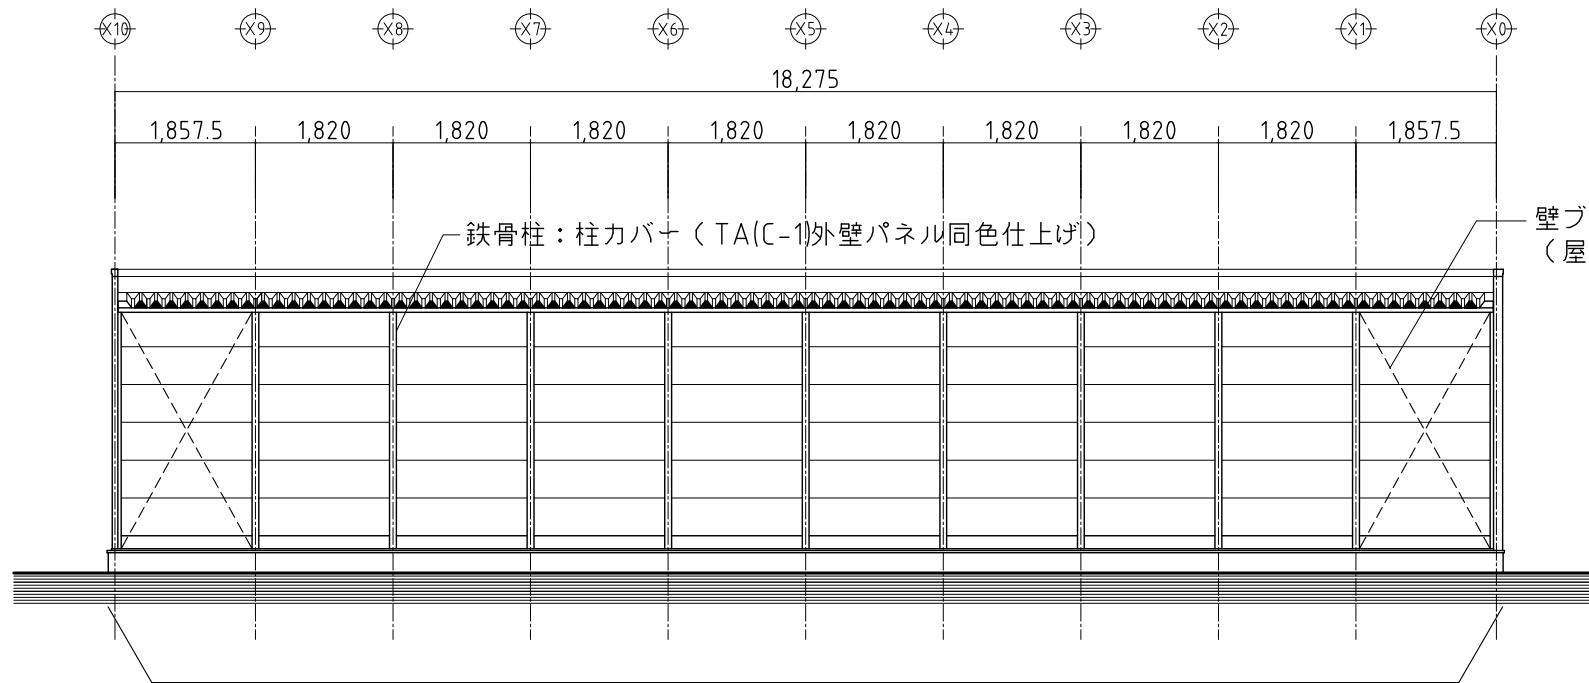 X10 X9 X8 X7 X6 X5 X4 X3 X2 X1 X0
18,275
1,857.5 1,820 1,820 1,820 1,820 1,820 1,820 1,820 1,820 1,857.5
鉄骨柱：柱カバー（TA(C-1)外壁パネル同色仕上げ）
壁ブ
（屋